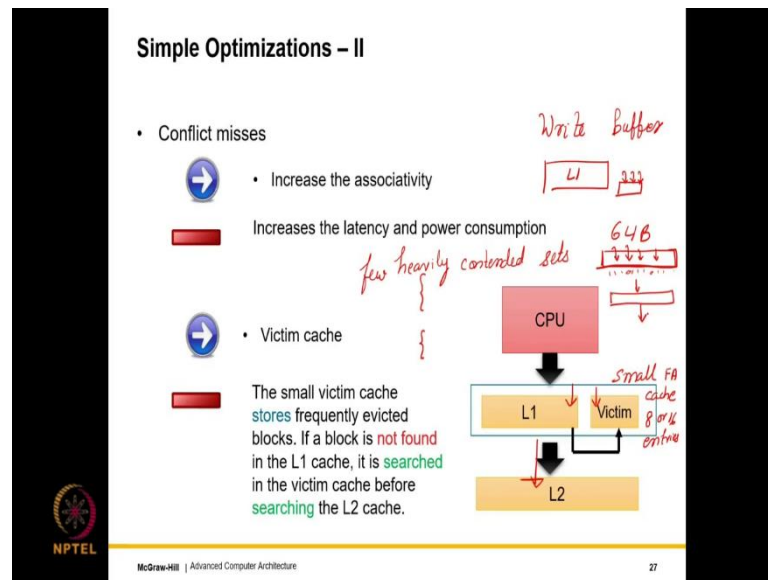 Simple Optimizations – II
• Conflict misses
Write Buffer
• Increase the associativity
L1
Increases the latency and power consumption
64B
few heavily contended sets
CPU
• Victim cache
small FA
cache
8 or 16
entries
The small victim cache
stores frequently evicted
blocks. If a block is not found
in the L1 cache, it is searched
in the victim cache before
searching the L2 cache.
L1
Victim
L2
NPTEL
McGraw-Hill | Advanced Computer Architecture
27